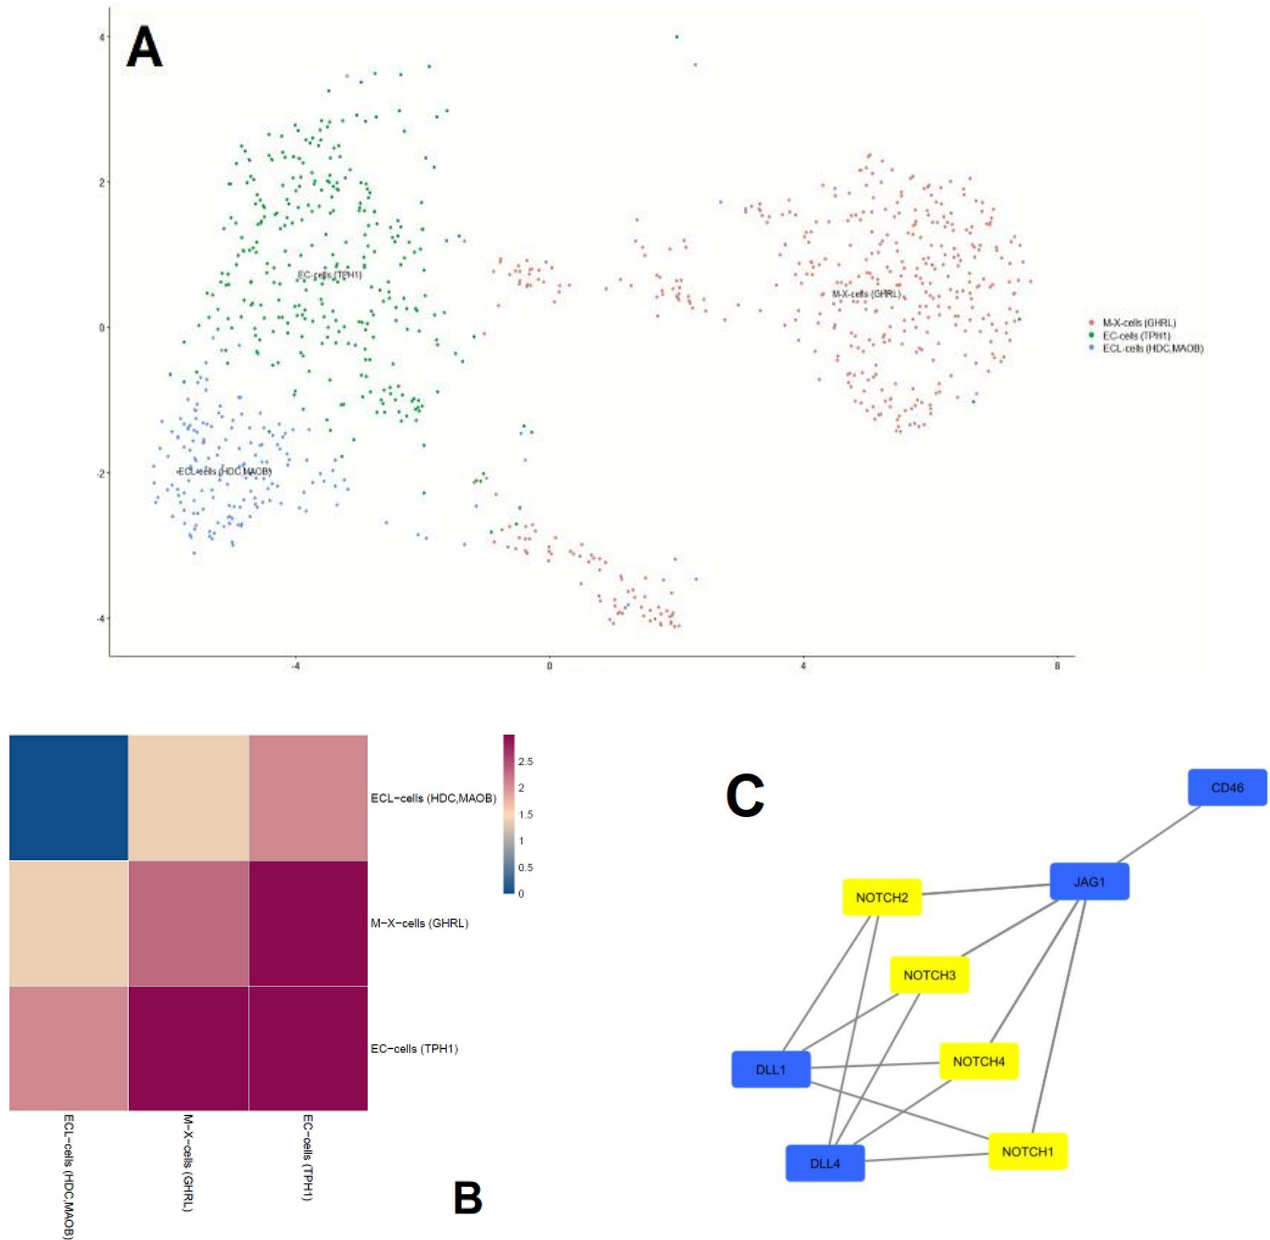 A
4
2
0
-2
-4
-4
0
4
8
EC-cells (TPH1)
M-X-cells (GHRL)
ECL-cells (HDC,MAOB)
M-X-cells (GHRL)
EC-cells (TPH1)
ECL-cells (HDC,MAOB)
ECL−cells (HDC,MAOB)
M−X−cells (GHRL)
EC−cells (TPH1)
2.5
2
1.5
1
0.5
0
ECL−cells (HDC,MAOB)
M−X−cells (GHRL)
EC−cells (TPH1)
B
C
CD46
JAG1
NOTCH2
NOTCH3
NOTCH4
DLL1
NOTCH1
DLL4